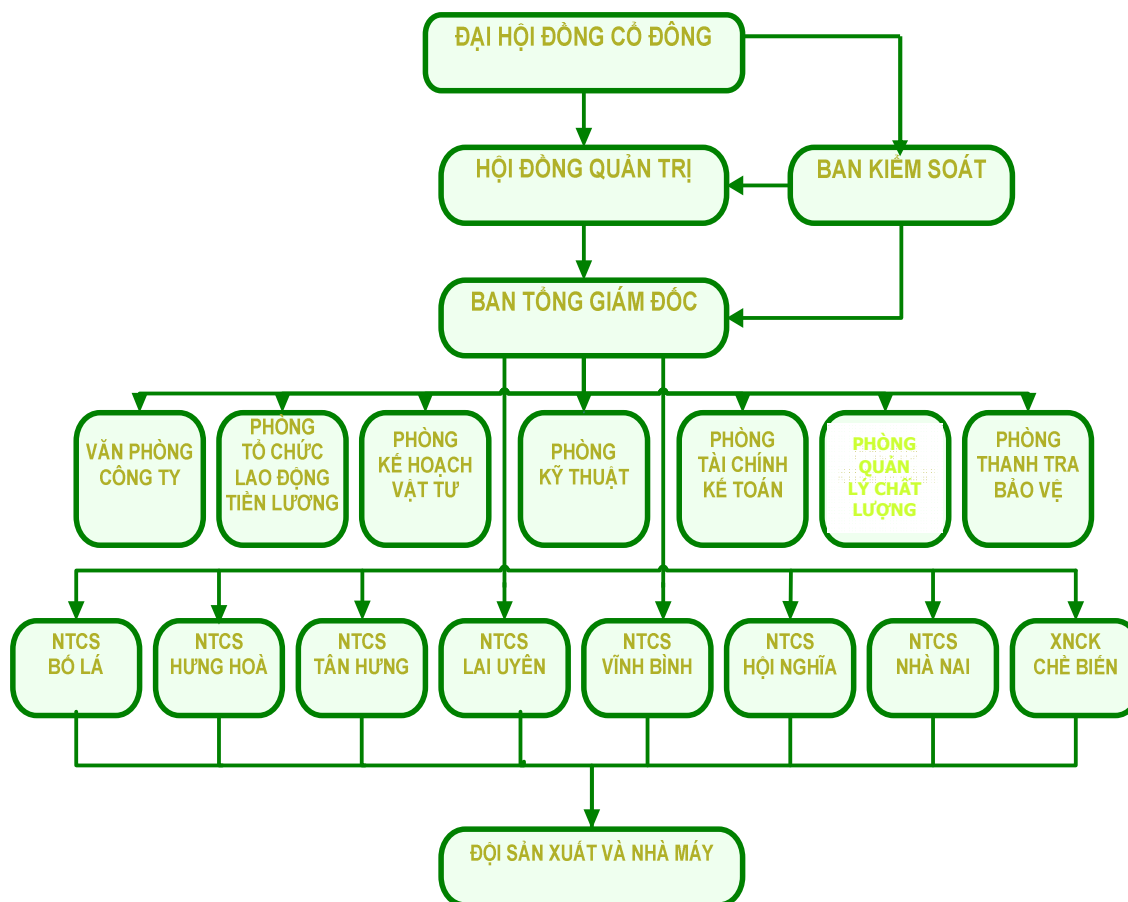 ĐẠI HỘI ĐỒNG CỔ ĐÔNG
HỘI ĐỒNG QUẢN TRỊ
BAN KIỂM SOÁT
BAN TỔNG GIÁM ĐỐC
VĂN PHÒNG
CÔNG TY
PHÒNG
TỔ CHỨC
LAO ĐỘNG
TIỀN LƯƠNG
PHÒNG
KẾ HOẠCH
VẬT TƯ
PHÒNG
KỸ THUẬT
PHÒNG
TÀI CHÍNH
KẾ TOÁN
PHÒNG
QUẢN
LÝ CHẤT
LƯỢNG
PHÒNG
THANH TRA
BẢO VỆ
NTCS
BỐ LÁ
NTCS
HƯNG HOÀ
NTCS
TÂN HƯNG
NTCS
LAI UYÊN
NTCS
VĨNH BÌNH
NTCS
HỘI NGHĨA
NTCS
NHÀ NAI
XNCK
CHẾ BIẾN
ĐỘI SẢN XUẤT VÀ NHÀ MÁY